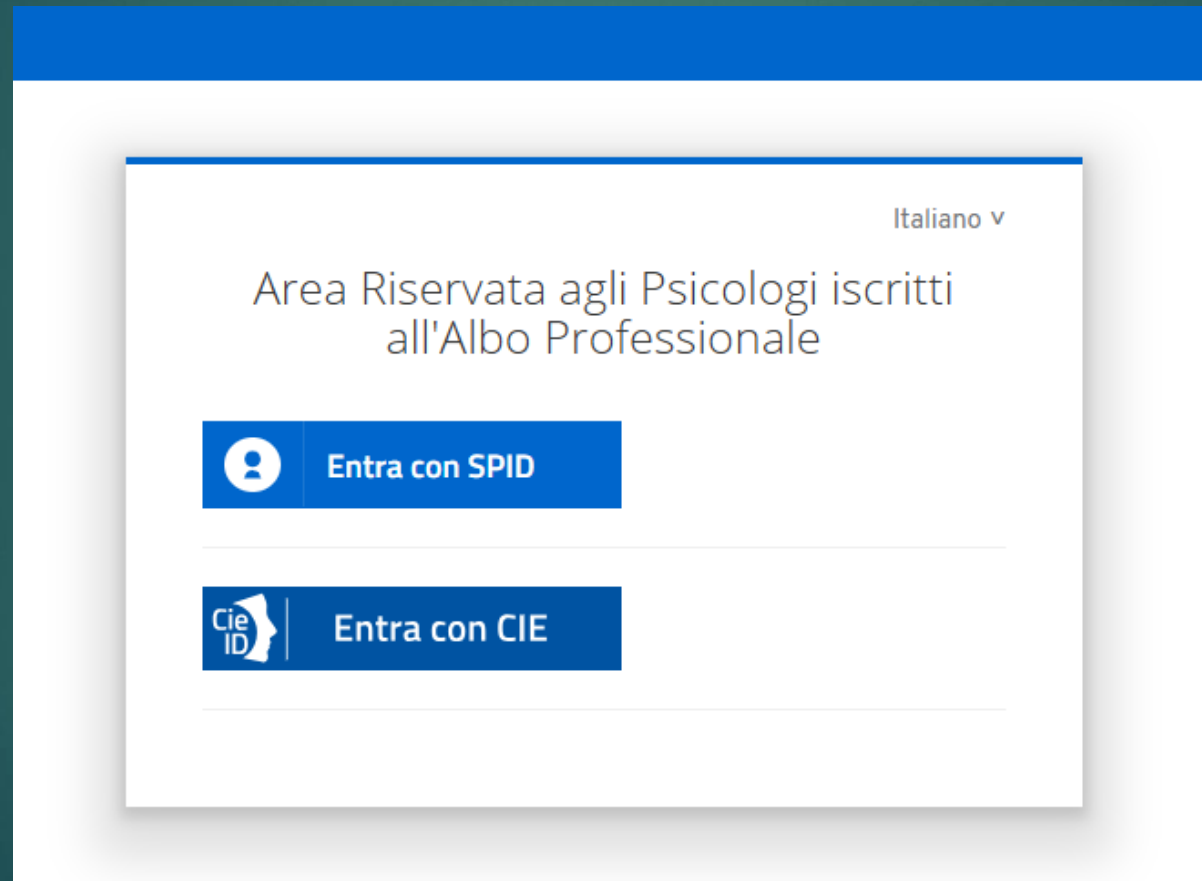 Italiano v
Area Riservata agli Psicologi iscritti
all'Albo Professionale
Entra con SPID
Cie
ID
Entra con CIE